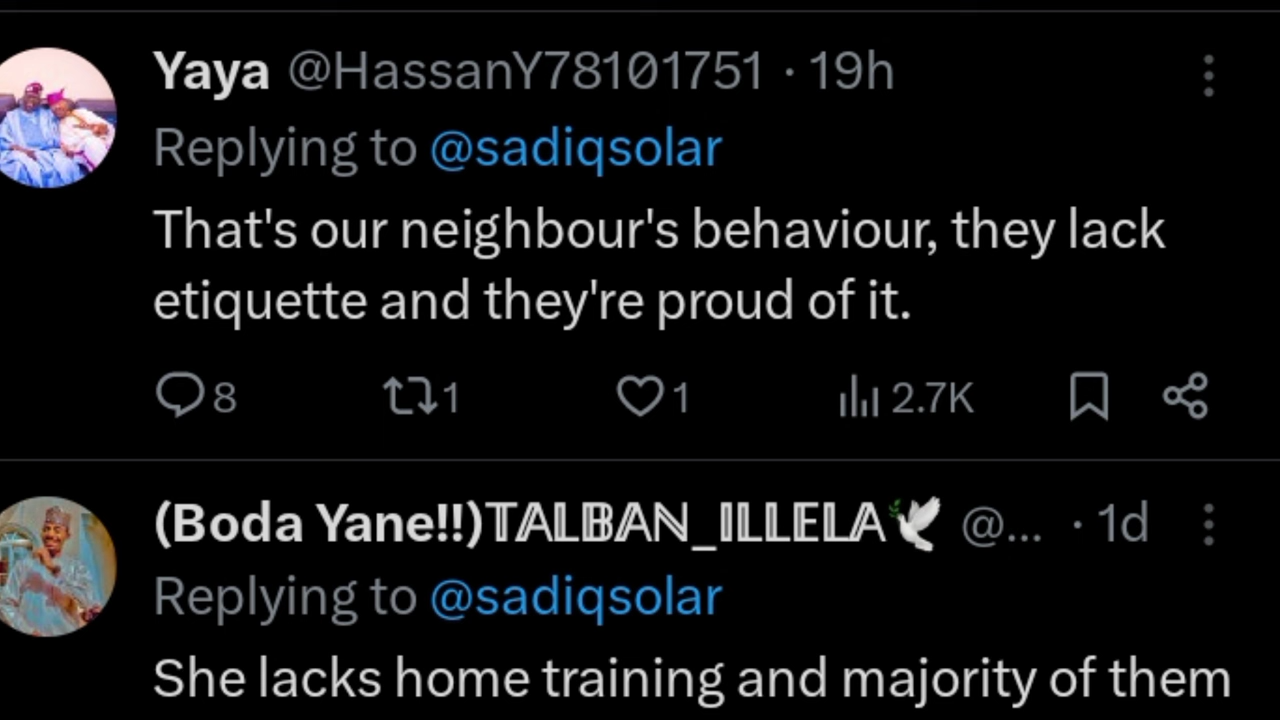 Yaya @HassanY78101751 · 19h
Replying to @sadiqsolar
That's our neighbour's behaviour, they lack
etiquette and they're proud of it.
8 1 1 2.7K
(Boda Yane!!)𝕋𝔸𝕃𝔹𝔸ℕ_𝕀𝕃𝕃𝔼𝕃𝔸🕊 @... · 1d
Replying to @sadiqsolar
She lacks home training and majority of them